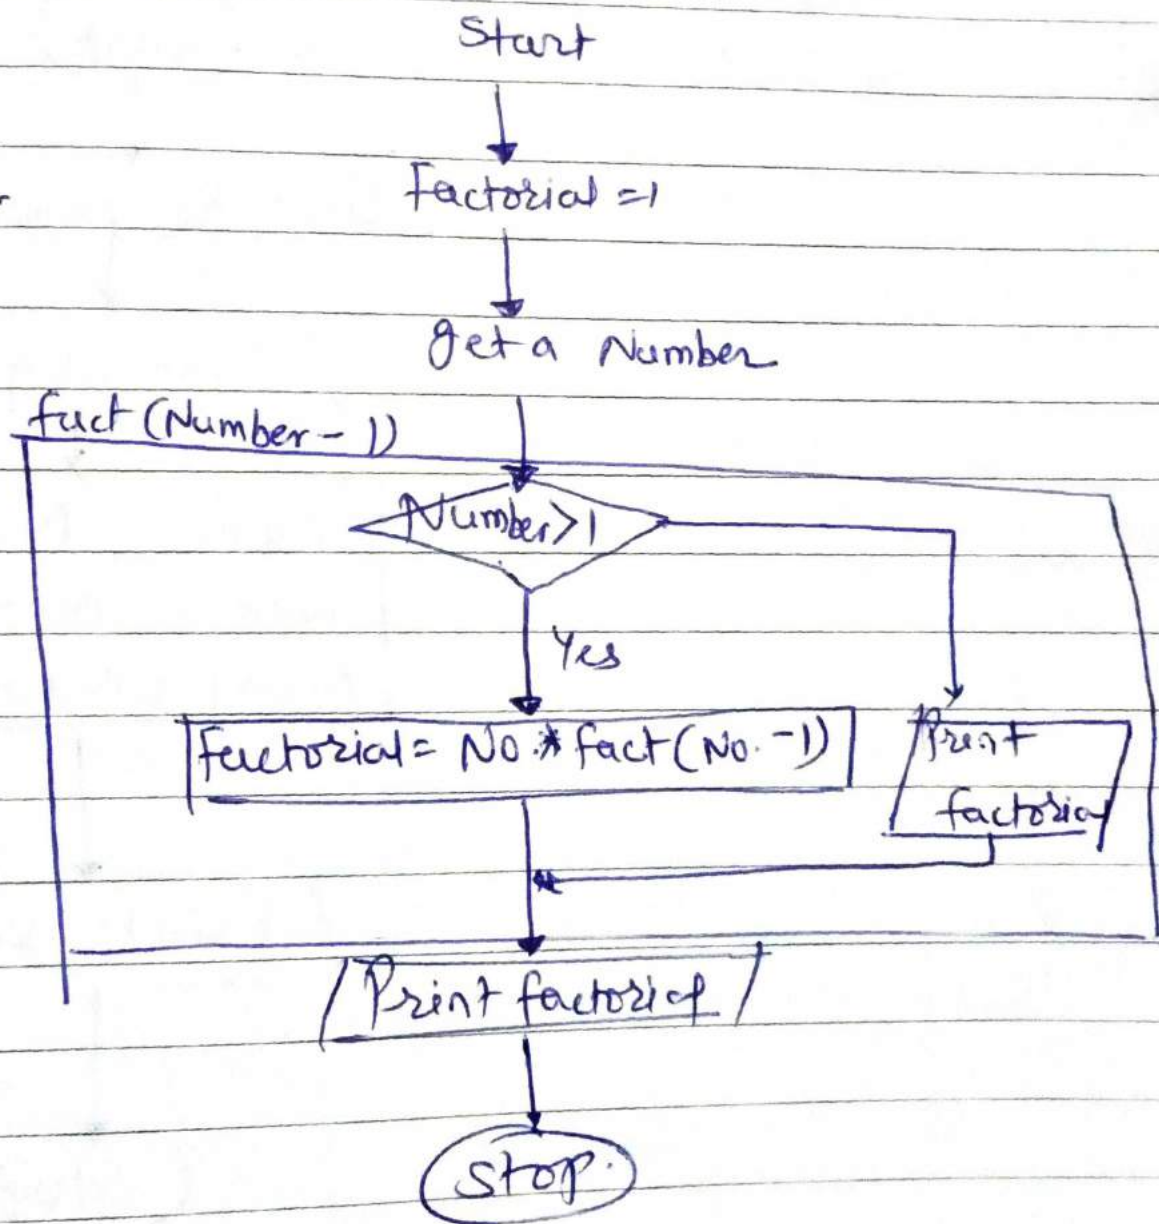 Start
Factorial = 1
get a Number
fact (Number - 1)
Number > 1
Yes
Factorial = No. * fact (No. - 1)
Print
factorial
Print factorial
Stop.